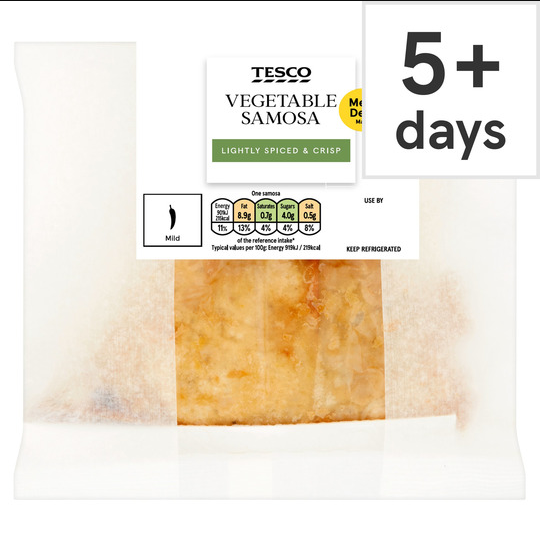 5+
days
TESCO
VEGETABLE
SAMOSA
LIGHTLY SPICED & CRISP
Mild
One samosa
Energy Fat Saturates Sugars Salt
901kJ
215kcal 8.9g 0.7g 4.0g 0.5g
11% 13% 4% 4% 8%
of the reference intake*
Typical values per 100g: Energy 919kJ / 219kcal
USE BY
KEEP REFRIGERATED